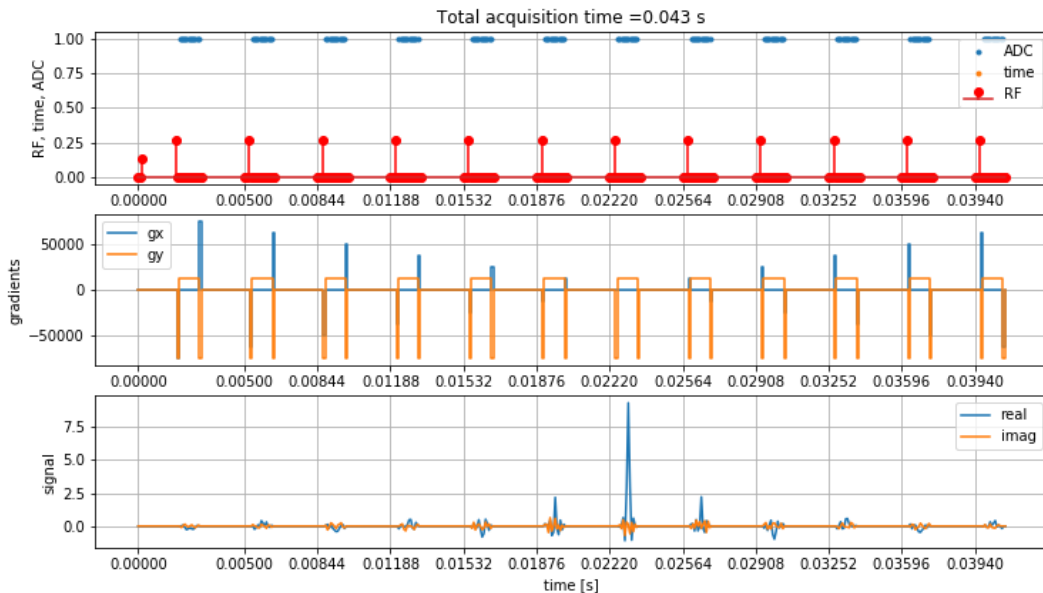 Total acquisition time =0.043 s
RF, time, ADC
1.00
0.75
0.50
0.25
0.00
ADC
time
RF
0.00000 0.00500 0.00844 0.01188 0.01532 0.01876 0.02220 0.02564 0.02908 0.03252 0.03596 0.03940
gradients
50000
0
−50000
gx
gy
0.00000 0.00500 0.00844 0.01188 0.01532 0.01876 0.02220 0.02564 0.02908 0.03252 0.03596 0.03940
signal
7.5
5.0
2.5
0.0
real
imag
0.00000 0.00500 0.00844 0.01188 0.01532 0.01876 0.02220 0.02564 0.02908 0.03252 0.03596 0.03940
time [s]